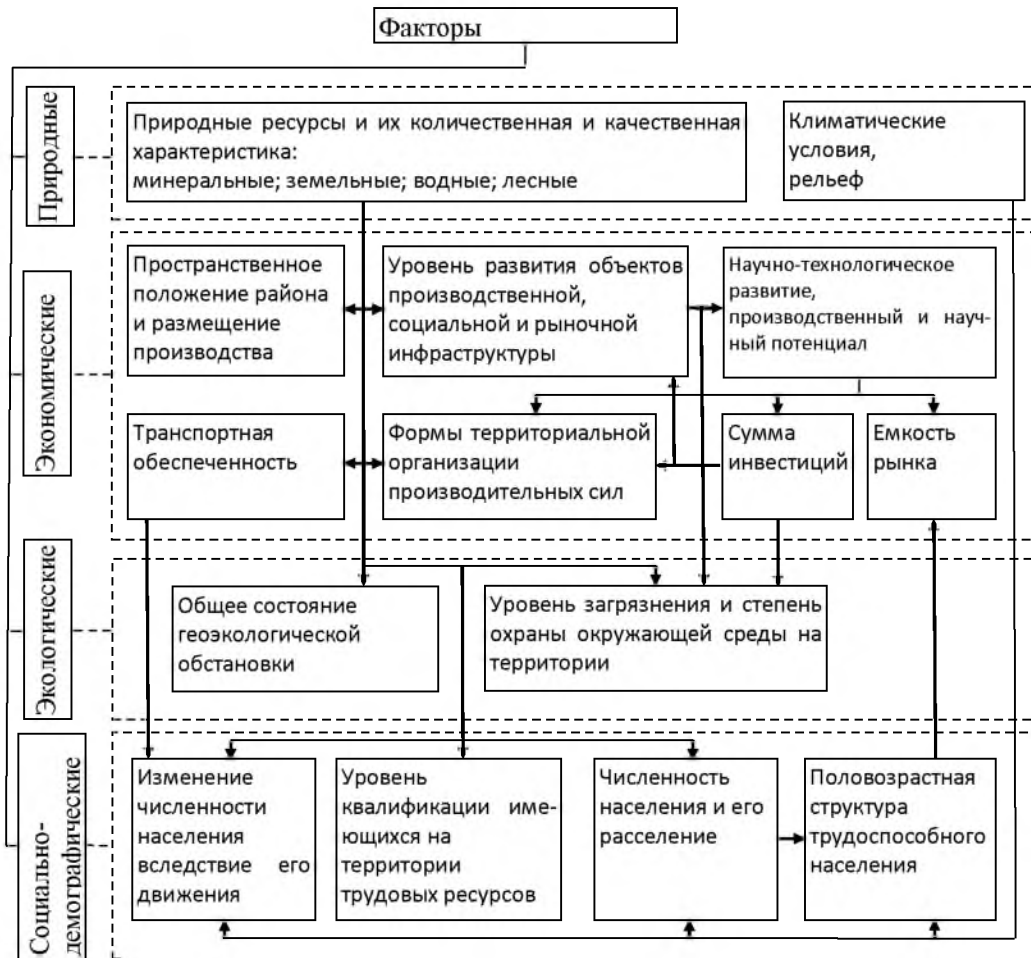 Факторы
Природные
Природные ресурсы и их количественная и качественная
характеристика:
минеральные; земельные; водные; лесные
Климатические
условия,
рельеф
Экономические
Пространственное
положение района
и размещение
производства
Уровень развития объектов
производственной,
социальной и рыночной
инфраструктуры
Научно-технологическое
развитие,
производственный и науч-
ный потенциал
Транспортная
обеспеченность
Формы территориальной
организации
производительных сил
Сумма
инвестиций
Емкость
рынка
Экологические
Общее состояние
геоэкологической
обстановки
Уровень загрязнения и степень
охраны окружающей среды на
территории
Социально-
демографические
Изменение
численности
населения
вследствие его
движения
Уровень
квалификации име-
ющихся на
территории
трудовых ресурсов
Численность
населения и его
расселение
Половозрастная
структура
трудоспособного
населения